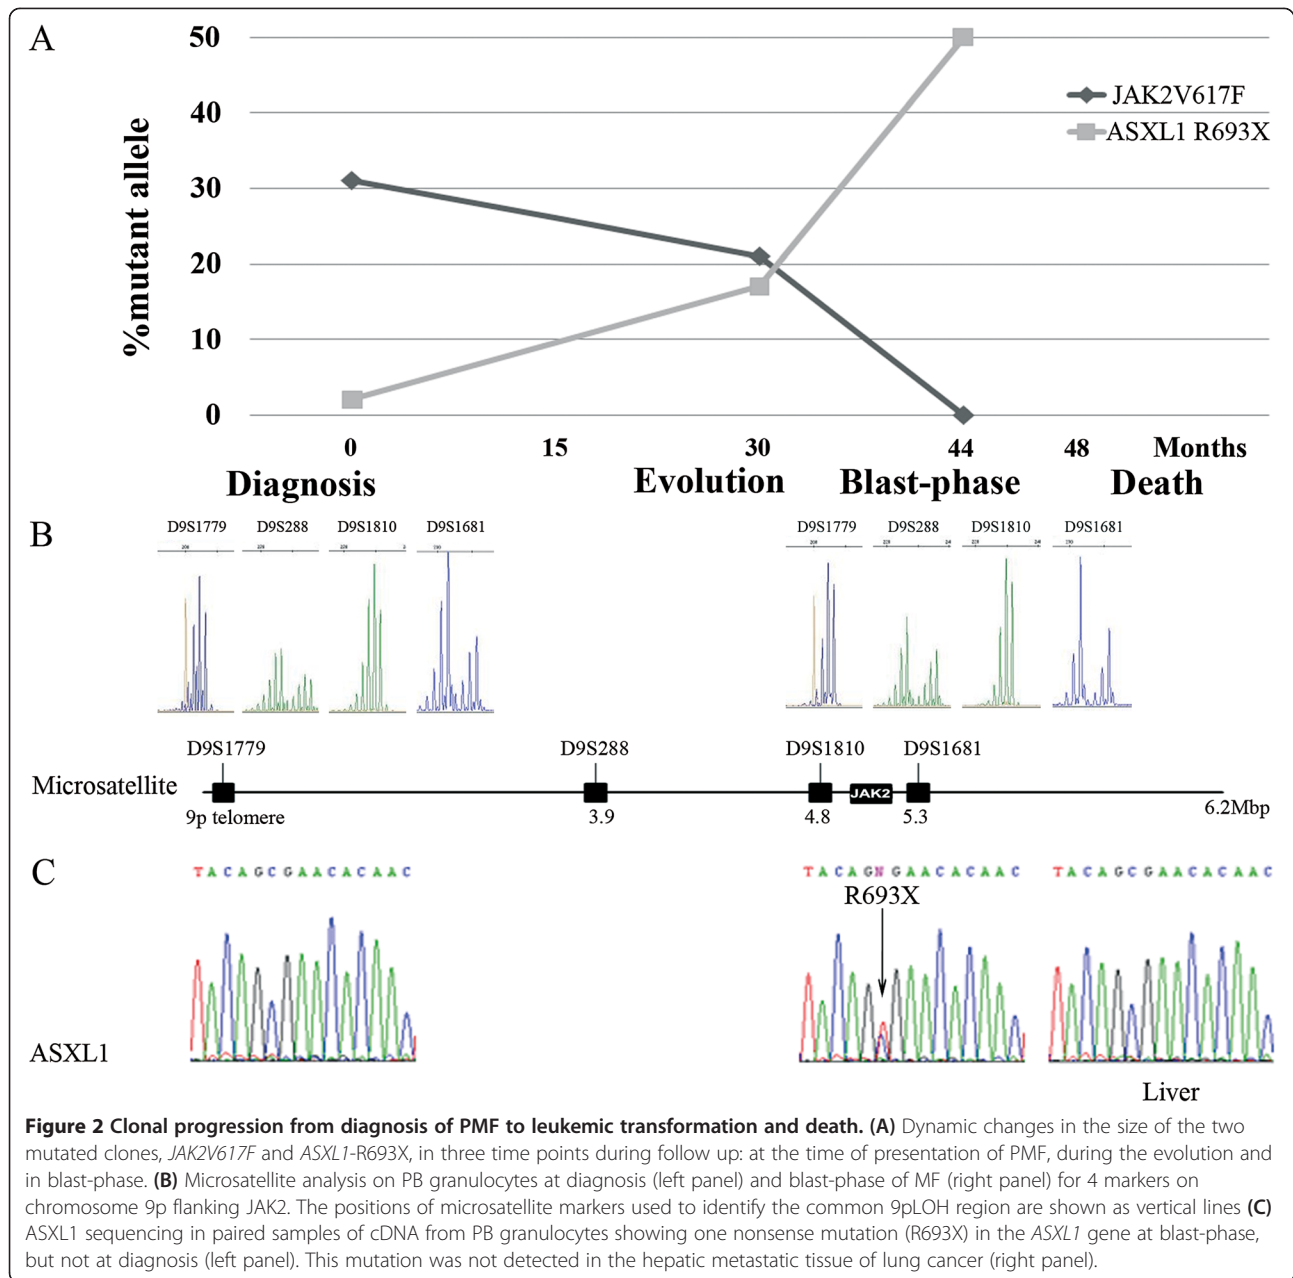 A
50
40
30
20
10
0
%mutant allele
JAK2V617F
ASXL1 R693X
0 15 30 44 48 Months
Diagnosis Evolution Blast-phase Death
B
D9S1779 D9S288 D9S1810 D9S1681 D9S1779 D9S288 D9S1810 D9S1681
D9S1779 D9S288 D9S1810 D9S1681
Microsatellite JAK2
9p telomere 3.9 4.8 5.3 6.2Mbp
C
TACAGCGAACACAAC TACAGNGAACACAAC TACAGCGAACACAAC
R693X
ASXL1
Liver
Figure 2 Clonal progression from diagnosis of PMF to leukemic transformation and death. (A) Dynamic changes in the size of the two
mutated clones, JAK2V617F and ASXL1-R693X, in three time points during follow up: at the time of presentation of PMF, during the evolution and
in blast-phase. (B) Microsatellite analysis on PB granulocytes at diagnosis (left panel) and blast-phase of MF (right panel) for 4 markers on
chromosome 9p flanking JAK2. The positions of microsatellite markers used to identify the common 9pLOH region are shown as vertical lines (C)
ASXL1 sequencing in paired samples of cDNA from PB granulocytes showing one nonsense mutation (R693X) in the ASXL1 gene at blast-phase,
but not at diagnosis (left panel). This mutation was not detected in the hepatic metastatic tissue of lung cancer (right panel).